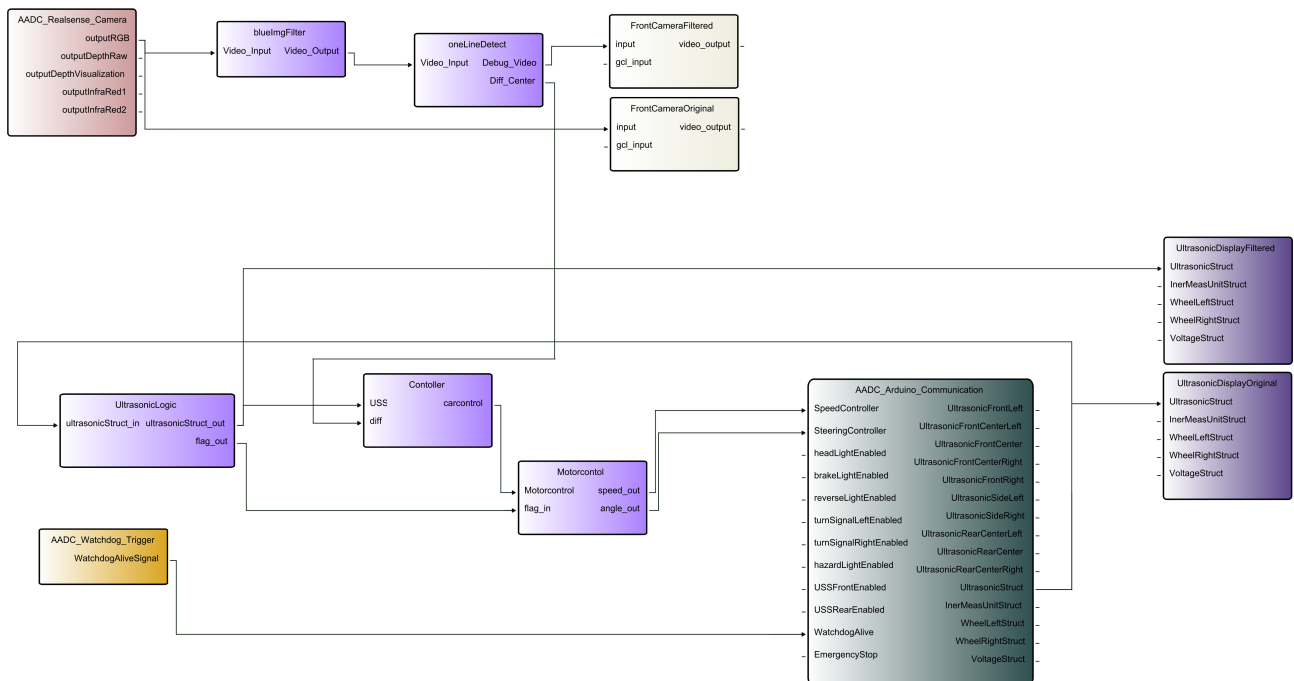 AADC_Realsense_Camera
outputRGB
outputDepthRaw
outputDepthVisualization
outputInfraRed1
outputInfraRed2
blueImgFilter
Video_Input Video_Output
oneLineDetect
Video_Input Debug_Video
Diff_Center
FrontCameraFiltered
input video_output
gcl_input
FrontCameraOriginal
input video_output
gcl_input
UltrasonicDisplayFiltered
UltrasonicStruct
InerMeasUnitStruct
WheelLeftStruct
WheelRightStruct
VoltageStruct
UltrasonicDisplayOriginal
UltrasonicStruct
InerMeasUnitStruct
WheelLeftStruct
WheelRightStruct
VoltageStruct
UltrasonicLogic
ultrasonicStruct_in ultrasonicStruct_out
flag_out
Contoller
USS carcontrol
diff
Motorcontol
Motorcontrol speed_out
flag_in angle_out
AADC_Watchdog_Trigger
WatchdogAliveSignal
AADC_Arduino_Communication
SpeedController UltrasonicFrontLeft
SteeringController UltrasonicFrontCenterLeft
headLightEnabled UltrasonicFrontCenter
brakeLightEnabled UltrasonicFrontCenterRight
reverseLightEnabled UltrasonicFrontRight
turnSignalLeftEnabled UltrasonicSideLeft
turnSignalRightEnabled UltrasonicSideRight
hazardLightEnabled UltrasonicRearCenterLeft
USSFrontEnabled UltrasonicRearCenter
USSRearEnabled UltrasonicRearCenterRight
WatchdogAlive UltrasonicStruct
EmergencyStop InerMeasUnitStruct
WheelLeftStruct
WheelRightStruct
VoltageStruct